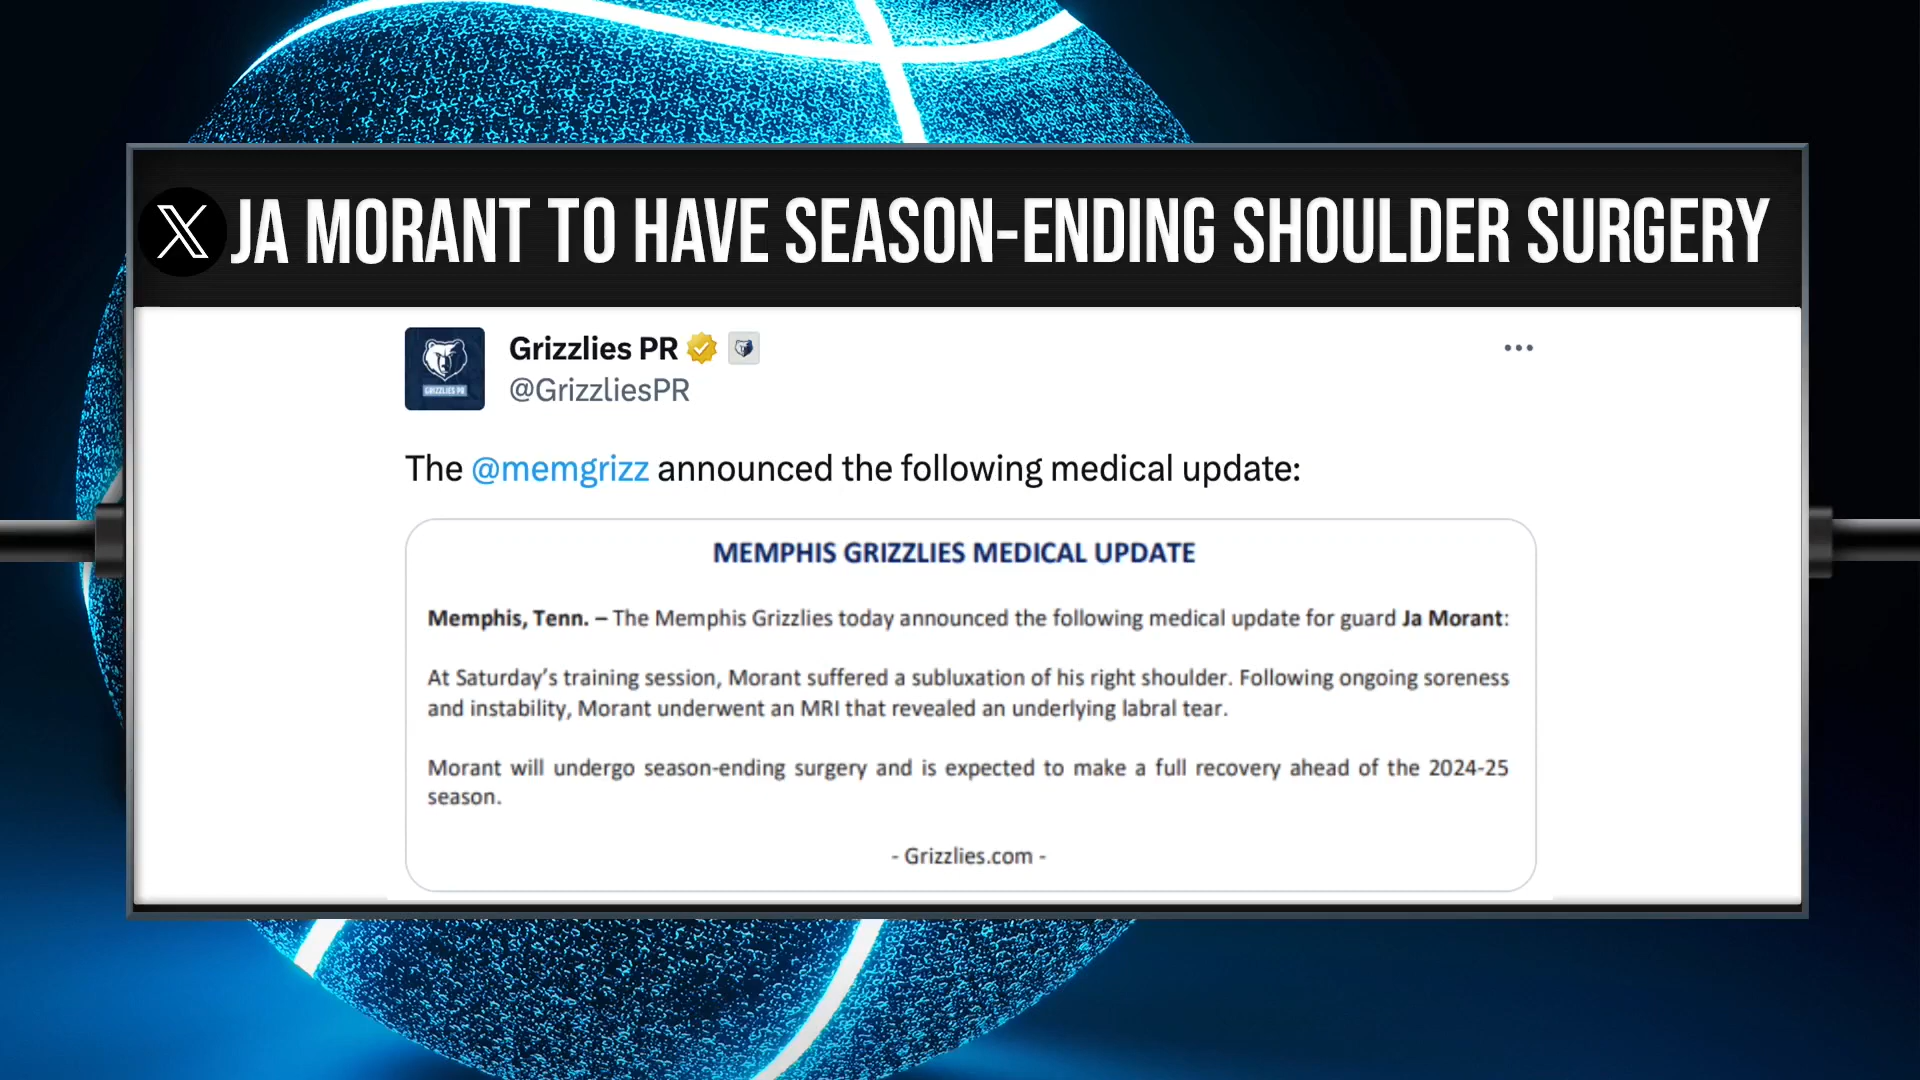 JA MORANT TO HAVE SEASON-ENDING SHOULDER SURGERY
Grizzlies PR
GRIZZLIES PR
@GrizzliesPR
The @memgrizz announced the following medical update:
MEMPHIS GRIZZLIES MEDICAL UPDATE
Memphis, Tenn. – The Memphis Grizzlies today announced the following medical update for guard Ja Morant:
At Saturday’s training session, Morant suffered a subluxation of his right shoulder. Following ongoing soreness
and instability, Morant underwent an MRI that revealed an underlying labral tear.
Morant will undergo season-ending surgery and is expected to make a full recovery ahead of the 2024-25
season.
- Grizzlies.com -